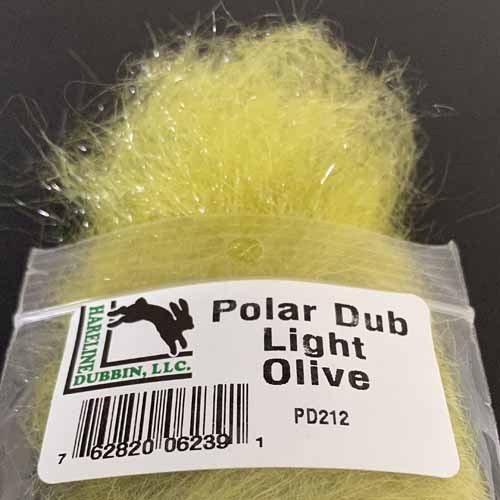 HARELINE
DUBBIN, LLC.
Polar Dub
Light
Olive
PD212
7 62820 06239 1